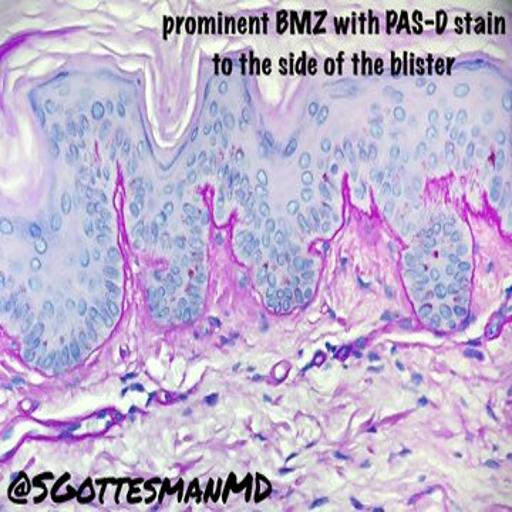 prominent BMZ with PAS-D stain
to the side of the blister
@SGottesmanMD